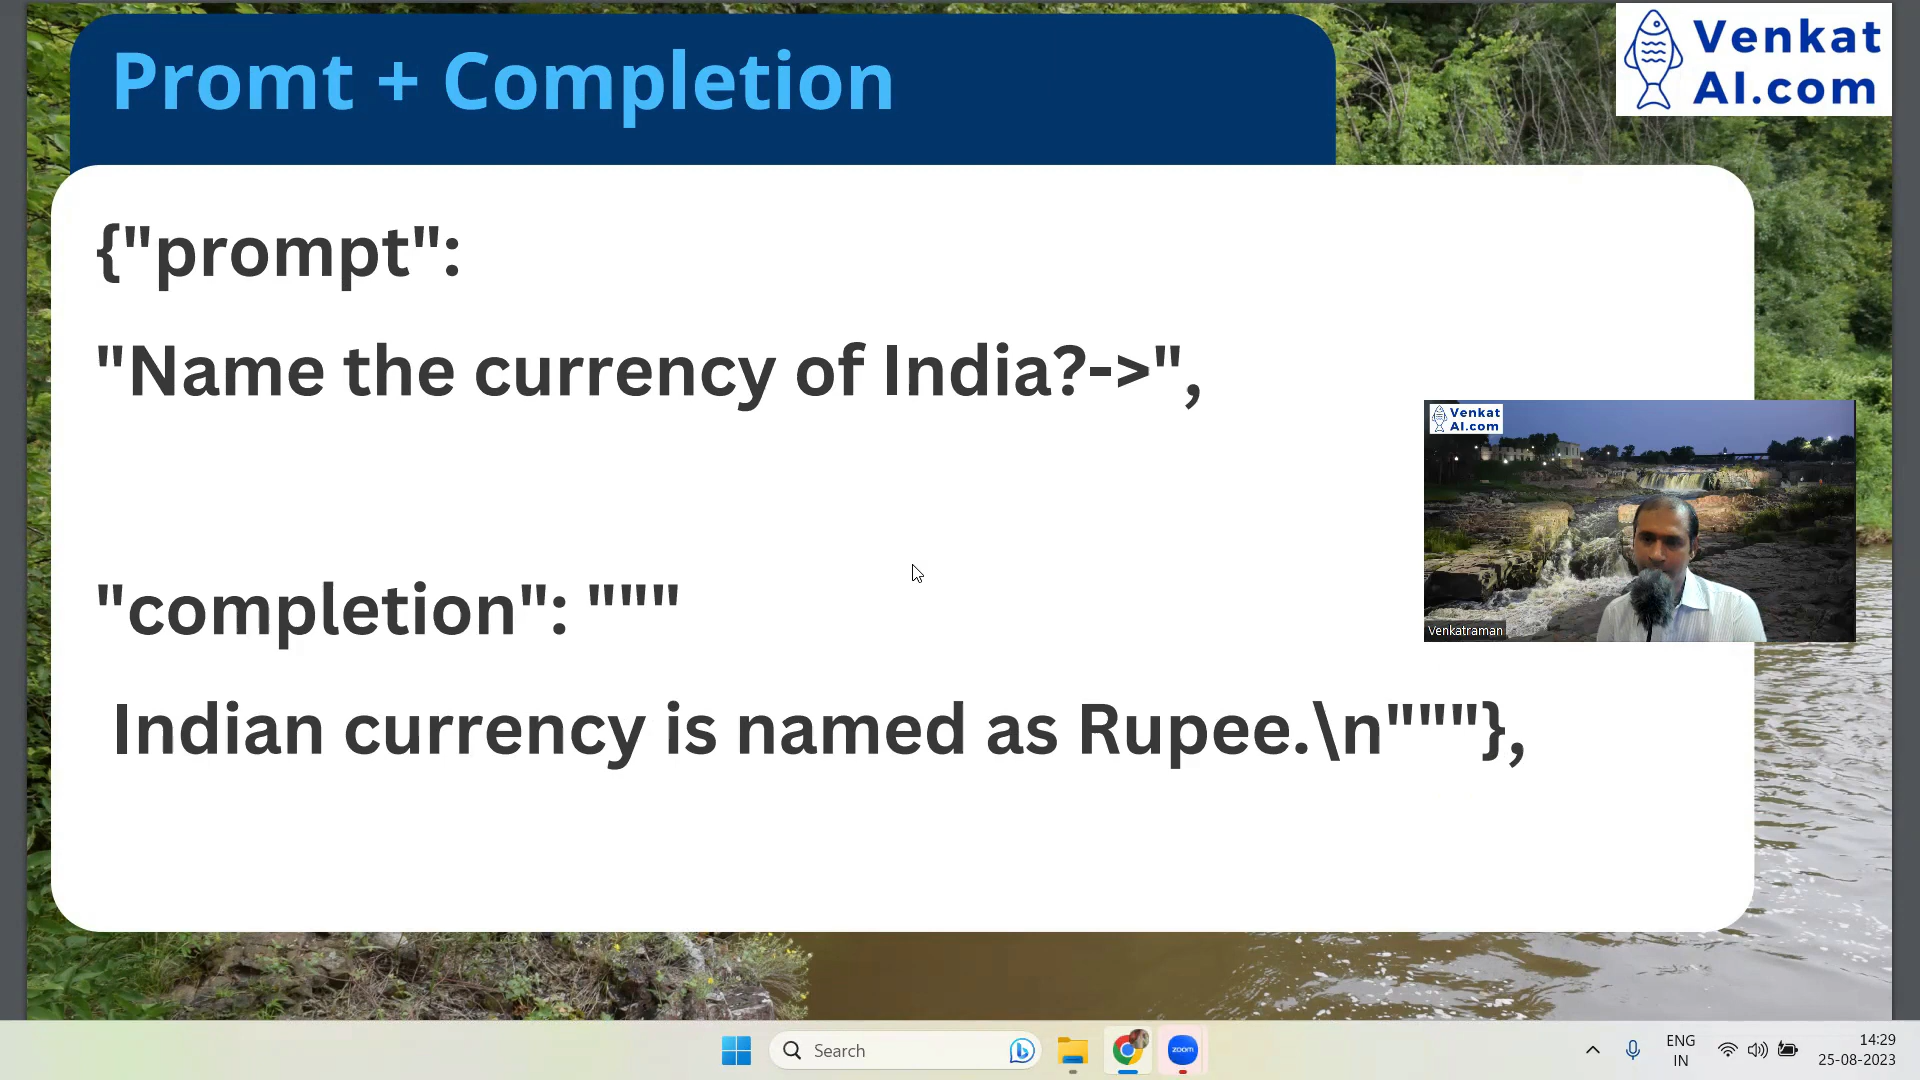 Promt + Completion
Venkat
AI.com
{"prompt":
"Name the currency of India?->",
Venkat
AI.com
"completion": """
Venkatraman
Indian currency is named as Rupee.\n"""},
Search
zoom
ENG
IN
14:29
25-08-2023